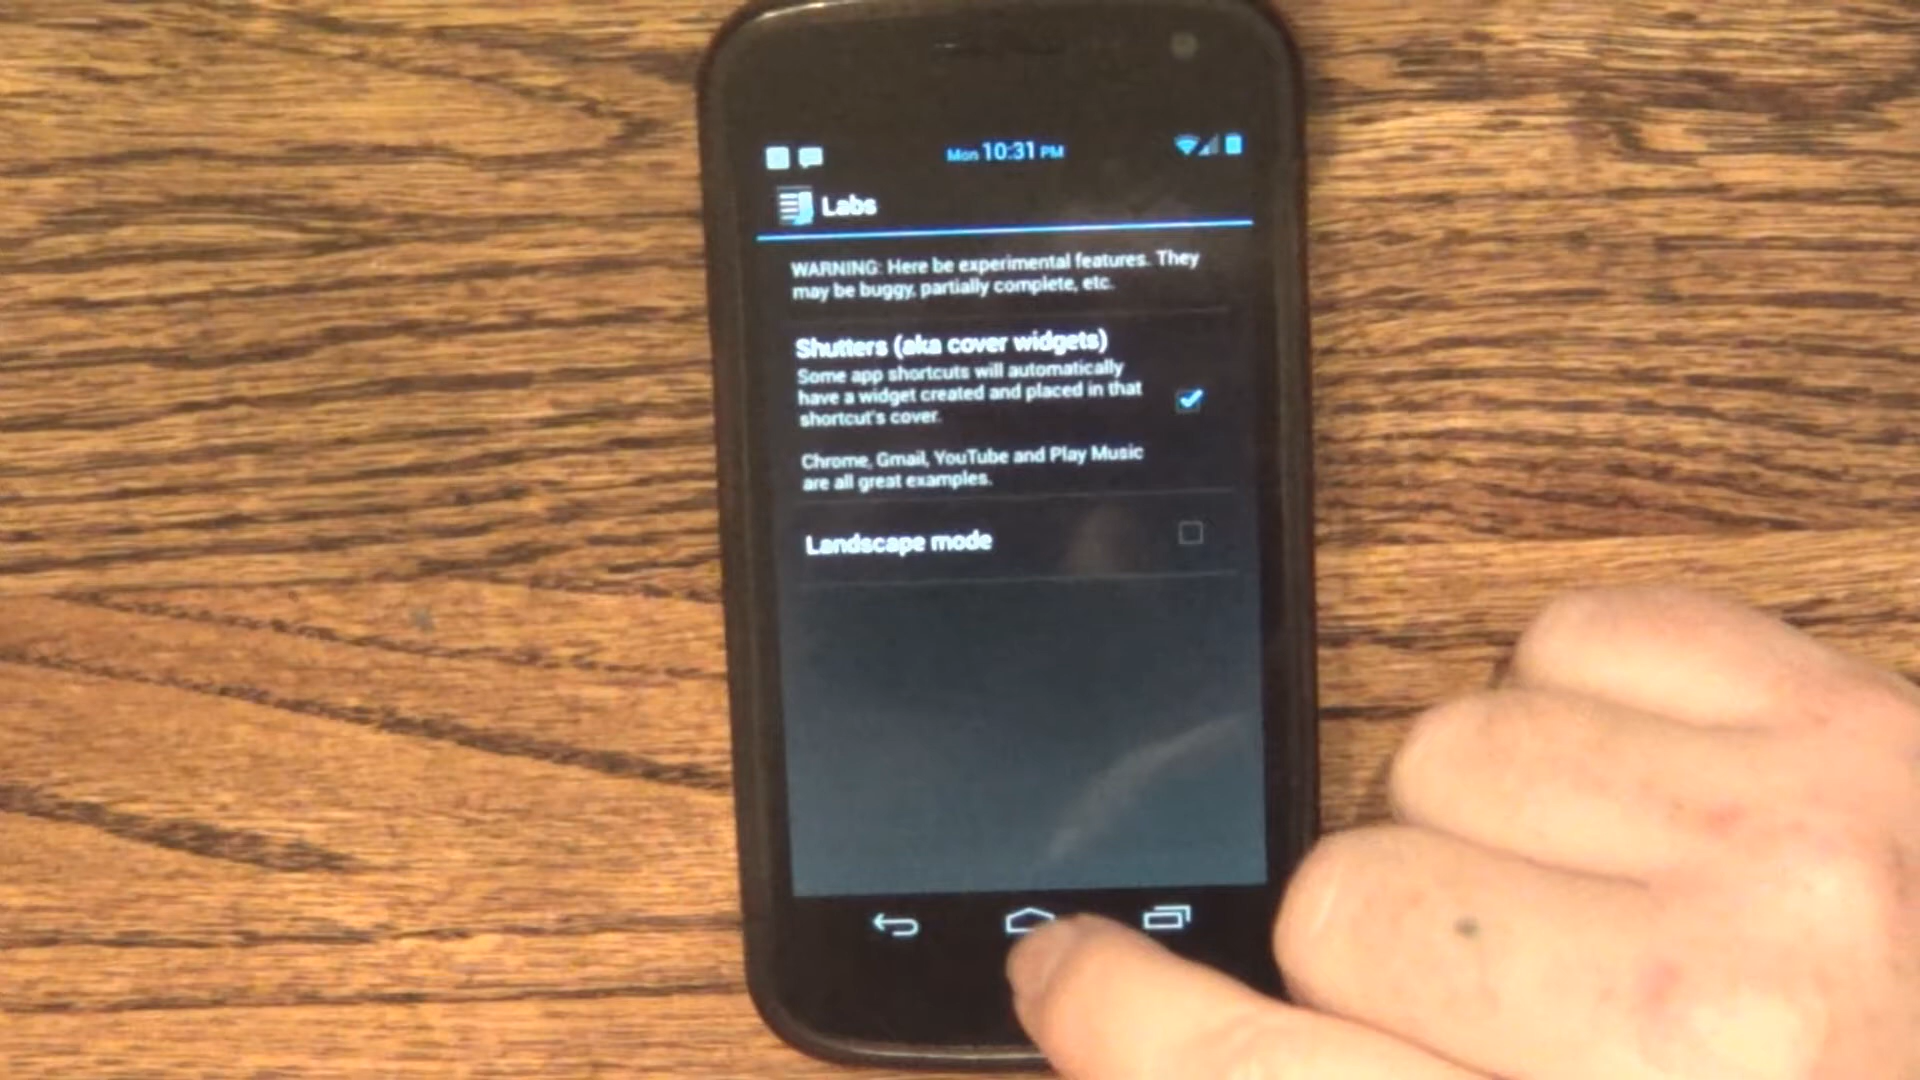 Mon 10:31 PM
Labs
WARNING: Here be experimental features. They
may be buggy, partially complete, etc.
Shutters (aka cover widgets)
Some app shortcuts will automatically
have a widget created and placed in that
shortcut's cover.
Chrome, Gmail, YouTube and Play Music
are all great examples.
Landscape mode